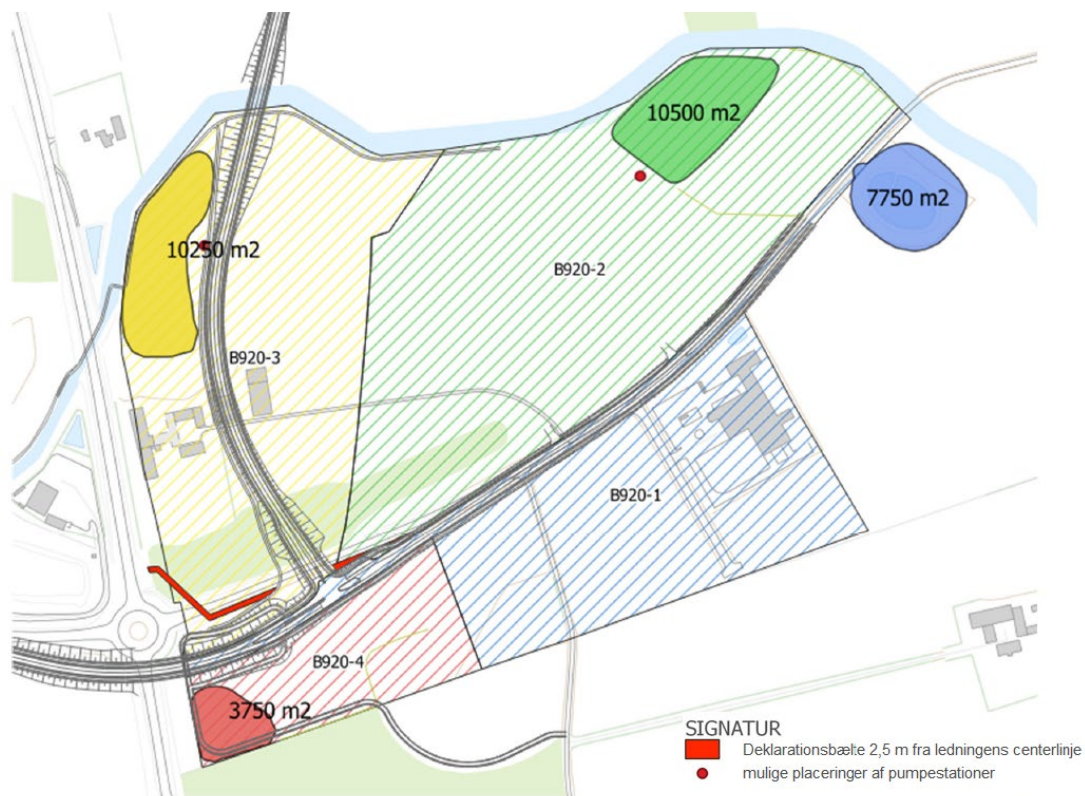 10500 m2
7750 m2
10250 m2
B920-2
B920-3
B920-1
B920-4
3750 m2
SIGNATUR
Deklarationsbælte 2,5 m fra ledningens centerlinje
mulige placeringer af pumpestationer